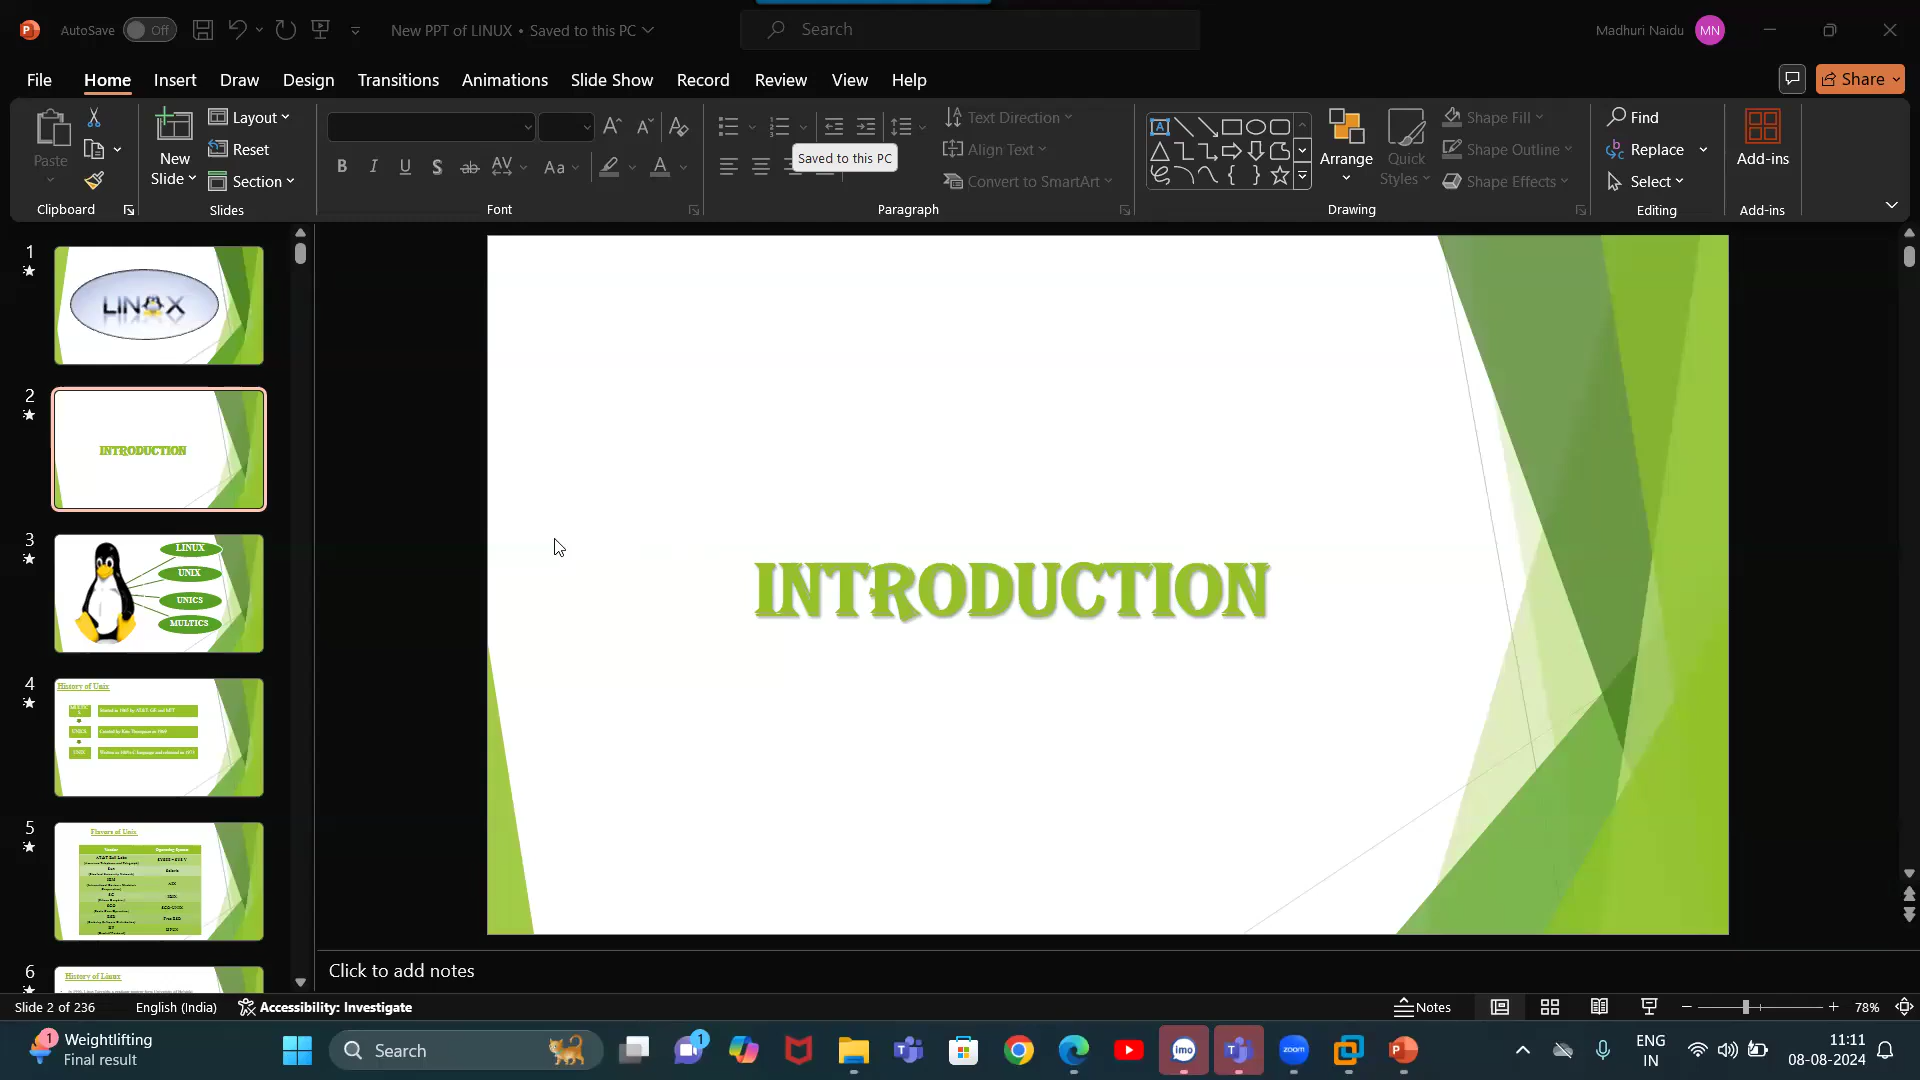 AutoSave Off New PPT of LINUX • Saved to this PC Search Madhuri Naidu MN
File Home Insert Draw Design Transitions Animations Slide Show Record Review View Help Share
Paste New Slide Layout Reset Section
Text Direction Align Text Convert to SmartArt
Saved to this PC
Arrange Quick Styles Shape Fill Shape Outline Shape Effects
Find Replace Select Add-ins
Clipboard Slides Font Paragraph Drawing Editing Add-ins
1
LINUX
2
INTRODUCTION
3
LINUX
UNIX
UNICS
MULTICS
4
History of Unix
UNICS
UNIX
5
Flavors of Unix
6
History of Linux
INTRODUCTION
Click to add notes
Slide 2 of 236 English (India) Accessibility: Investigate Notes 78%
1 Weightlifting
Final result
Search
1
imo
zoom
ENG
IN
11:11
08-08-2024